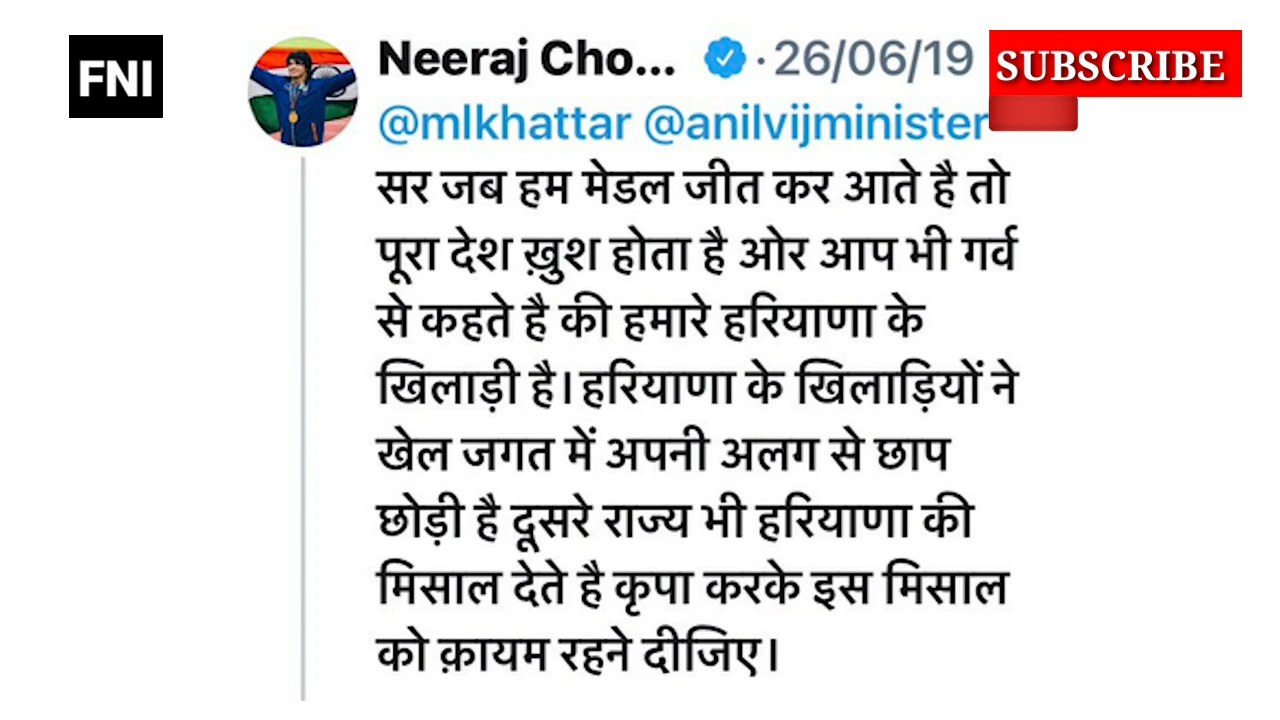 FNI
Neeraj Cho... · 26/06/19
SUBSCRIBE
@mlkhattar @anilvijminister
सर जब हम मेडल जीत कर आते है तो
पूरा देश ख़ुश होता है ओर आप भी गर्व
से कहते है की हमारे हरियाणा के
खिलाड़ी है। हरियाणा के खिलाड़ियों ने
खेल जगत में अपनी अलग से छाप
छोड़ी है दूसरे राज्य भी हरियाणा की
मिसाल देते है कृपा करके इस मिसाल
को क़ायम रहने दीजिए।